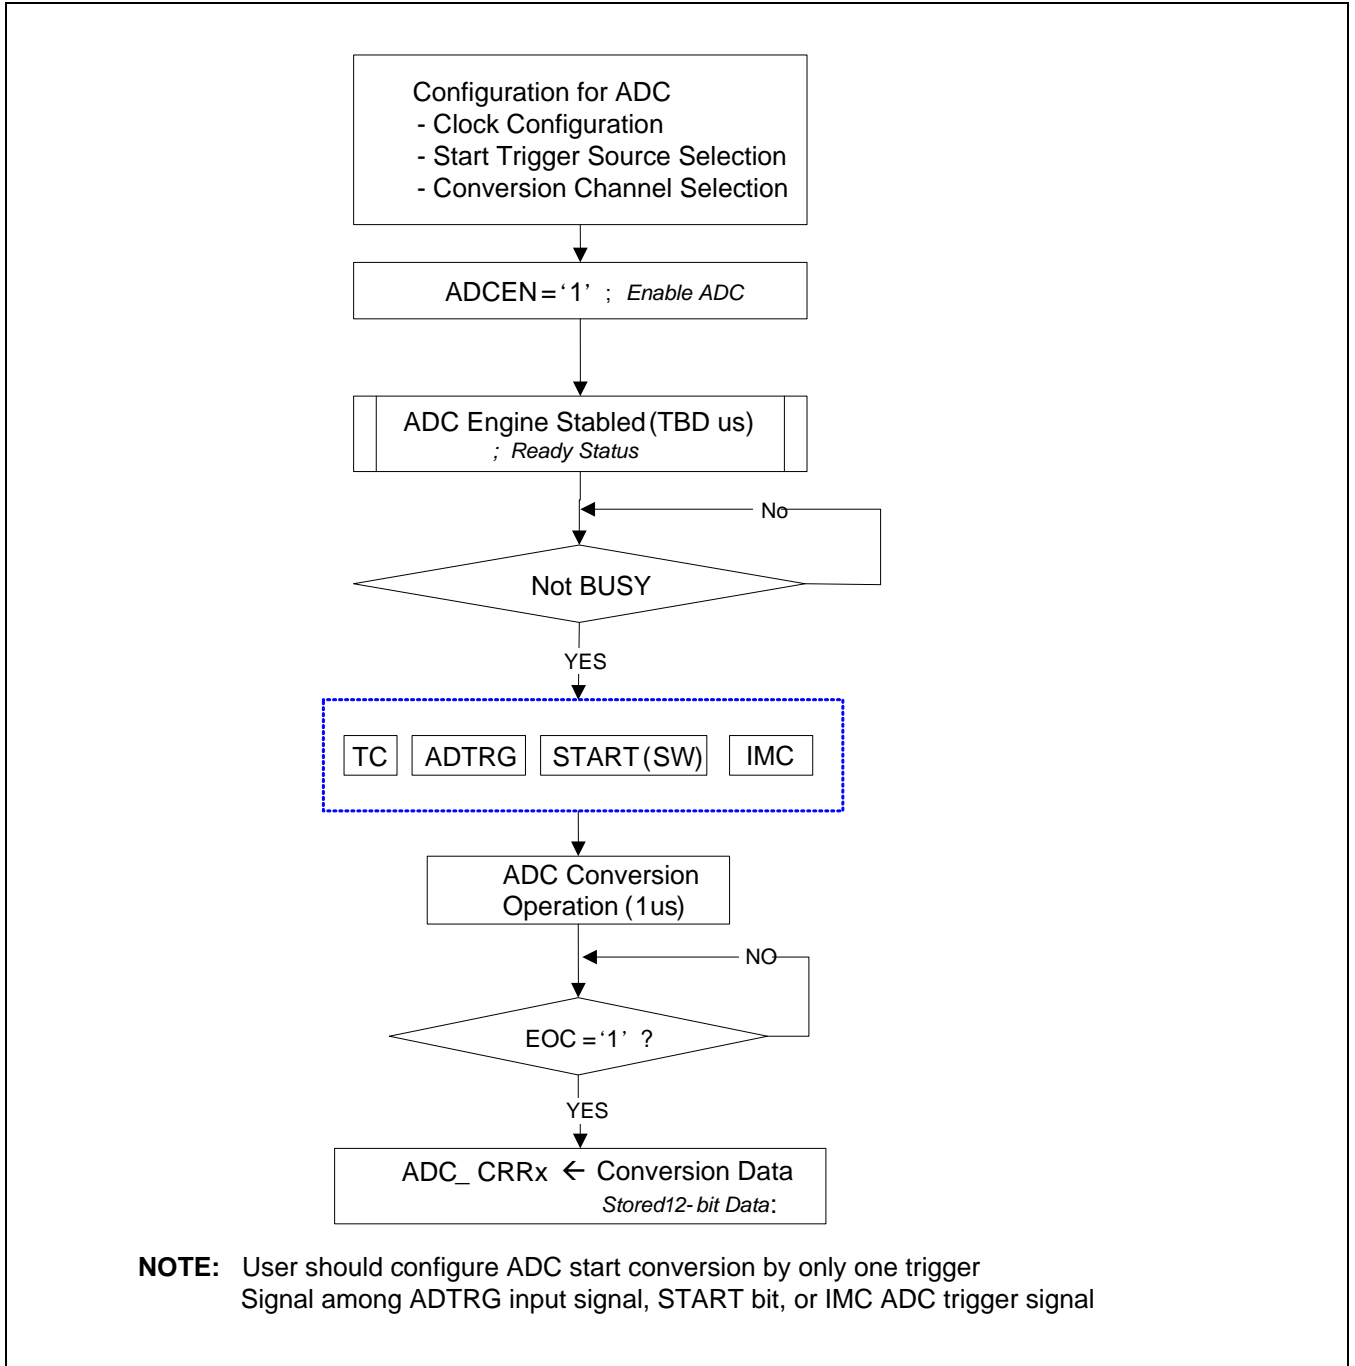 Configuration for ADC
- Clock Configuration
- Start Trigger Source Selection
- Conversion Channel Selection
ADCEN = ‘1’ ; Enable ADC
ADC Engine Stabled (TBD us)
; Ready Status
No
Not BUSY
YES
TC ADTRG START (SW) IMC
ADC Conversion
Operation (1us)
NO
EOC = ‘1’ ?
YES
ADC_ CRRx ← Conversion Data
Stored12- bit Data:
NOTE: User should configure ADC start conversion by only one trigger
Signal among ADTRG input signal, START bit, or IMC ADC trigger signal